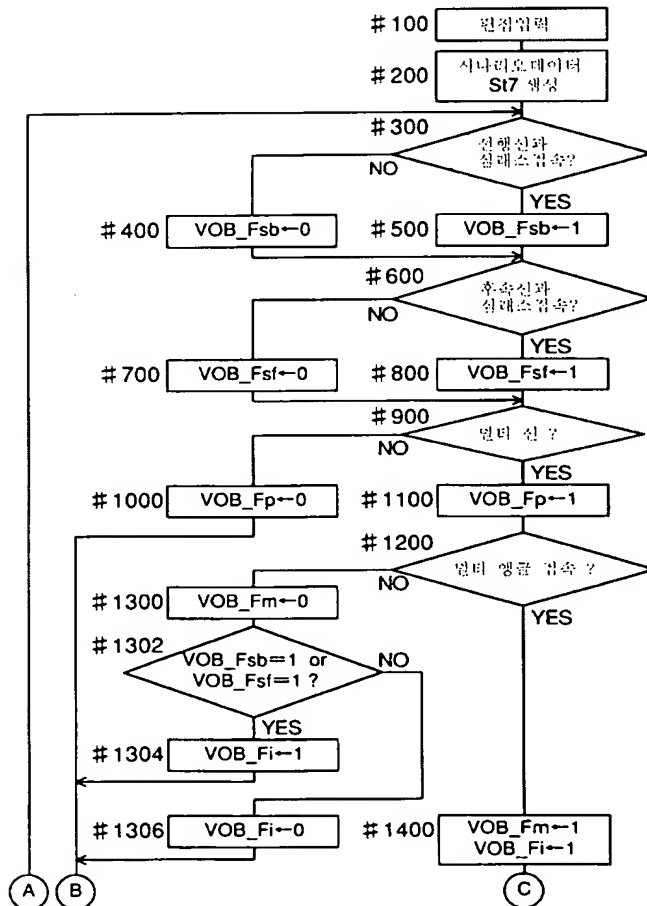 #100
편집입력
#200
시나리오데이터
St7 생성
#300
선행신과
심래스접속?
NO
YES
#400
VOB_Fsb←0
#500
VOB_Fsb←1
#600
후속신과
심래스접속?
NO
YES
#700
VOB_Fsf←0
#800
VOB_Fsf←1
#900
멀티 신 ?
NO
YES
#1000
VOB_Fp←0
#1100
VOB_Fp←1
#1200
멀티 앵글 접속 ?
NO
YES
#1300
VOB_Fm←0
#1302
VOB_Fsb=1 or
VOB_Fsf=1 ?
NO
YES
#1304
VOB_Fi←1
#1306
VOB_Fi←0
#1400
VOB_Fm←1
VOB_Fi←1
A
B
C